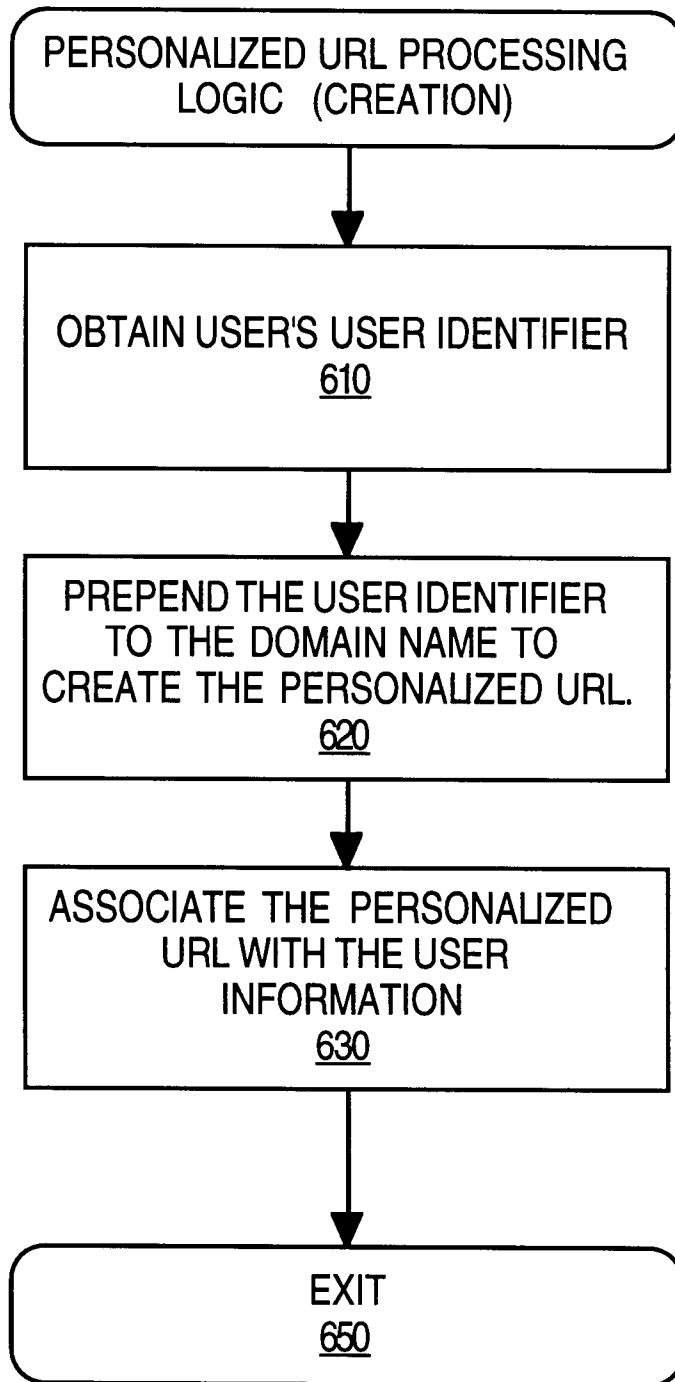 PERSONALIZED URL PROCESSING
LOGIC (CREATION)
OBTAIN USER'S USER IDENTIFIER
610
PREPEND THE USER IDENTIFIER
TO THE DOMAIN NAME TO
CREATE THE PERSONALIZED URL.
620
ASSOCIATE THE PERSONALIZED
URL WITH THE USER
INFORMATION
630
EXIT
650